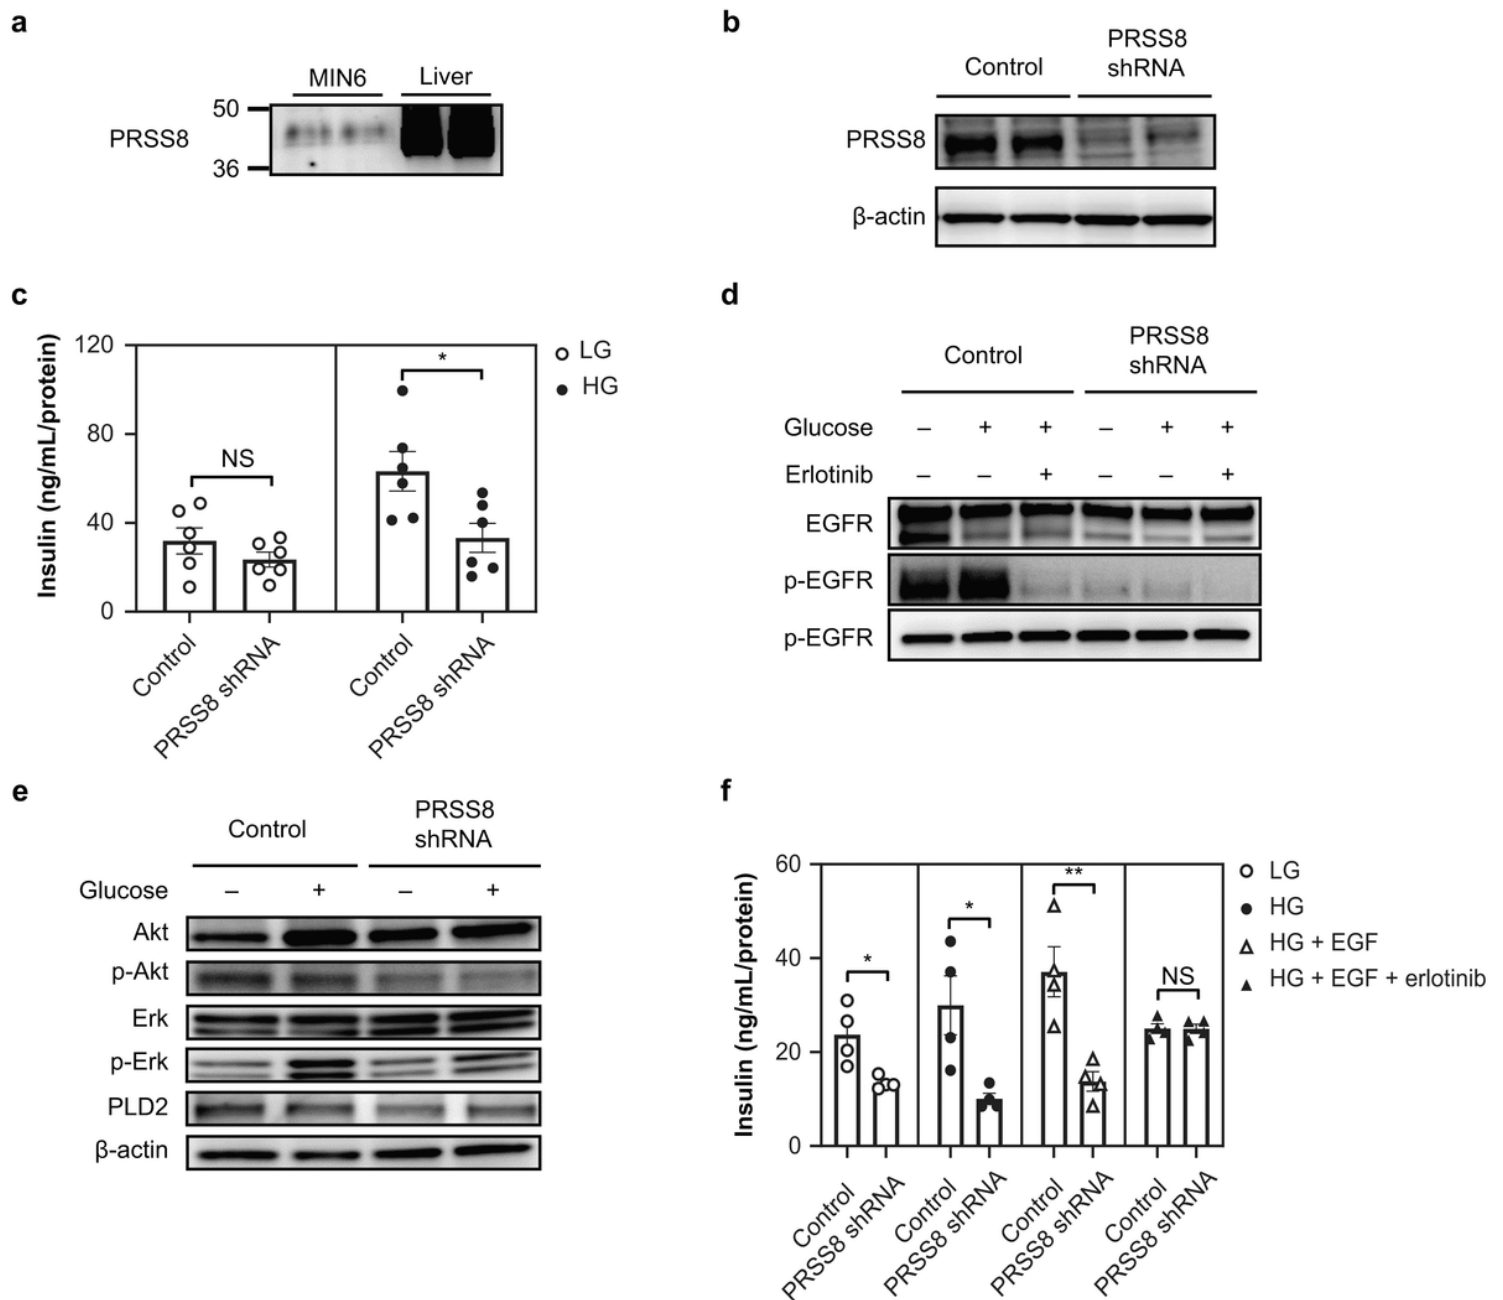 a
MIN6 Liver
50
PRSS8
36
b
Control PRSS8
shRNA
PRSS8
β-actin
c
Insulin (ng/mL/protein)
120
80
40
0
NS
*
LG
HG
Control
PRSS8 shRNA
Control
PRSS8 shRNA
d
Control PRSS8
shRNA
Glucose – + + – + +
Erlotinib – – + – – +
EGFR
p-EGFR
p-EGFR
e
Control PRSS8
shRNA
Glucose – + – +
Akt
p-Akt
Erk
p-Erk
PLD2
β-actin
f
Insulin (ng/mL/protein)
60
40
20
0
*
*
**
NS
LG
HG
HG + EGF
HG + EGF + erlotinib
Control
PRSS8 shRNA
Control
PRSS8 shRNA
Control
PRSS8 shRNA
Control
PRSS8 shRNA